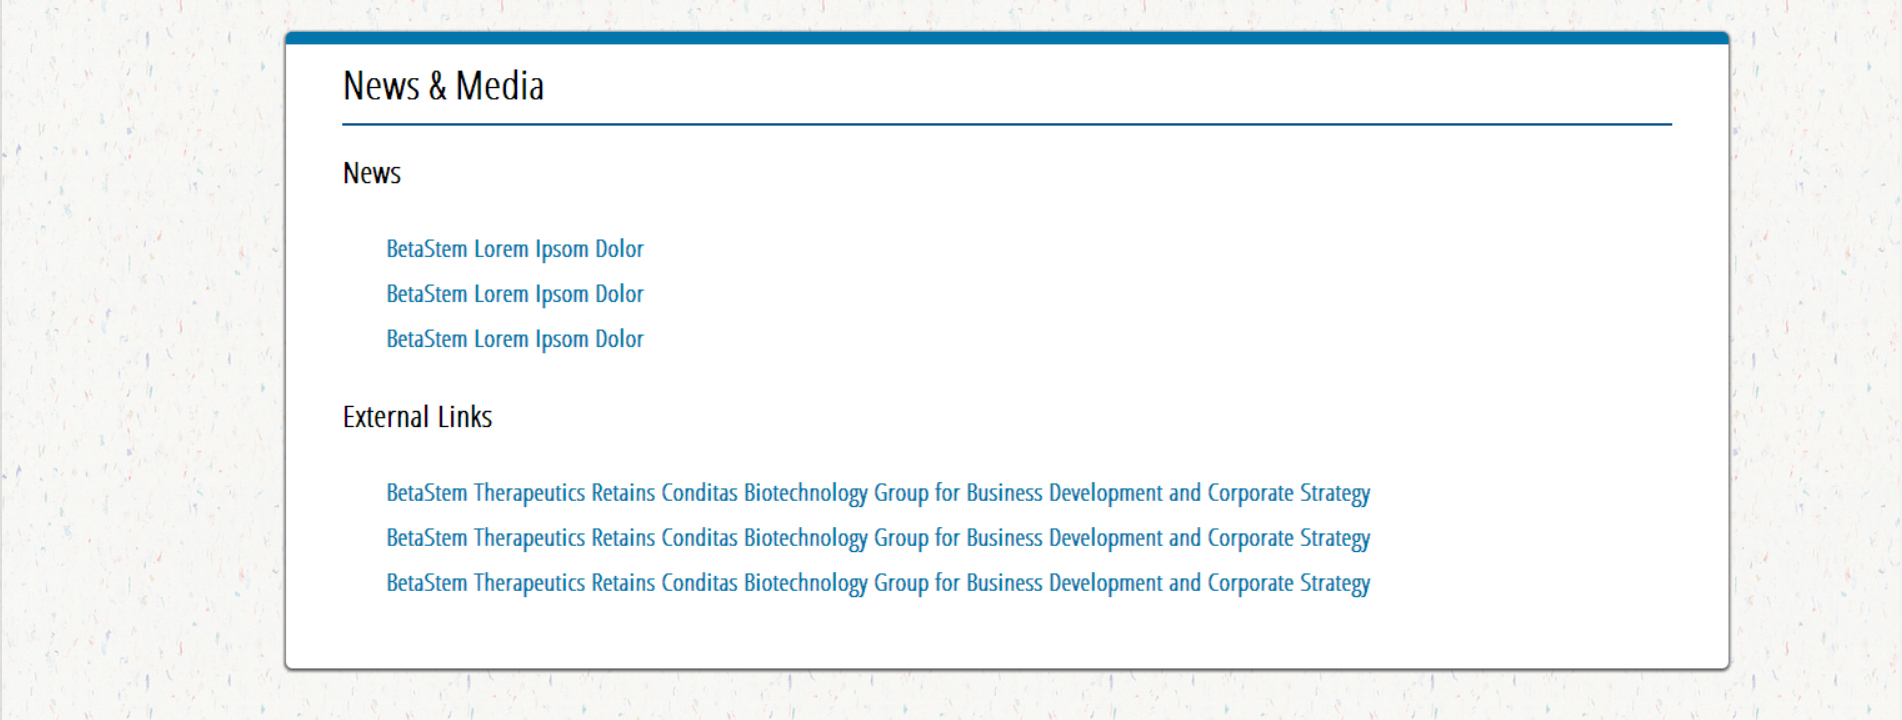 News & Media
News
BetaStem Lorem Ipsom Dolor
BetaStem Lorem Ipsom Dolor
BetaStem Lorem Ipsom Dolor
External Links
BetaStem Therapeutics Retains Conditas Biotechnology Group for Business Development and Corporate Strategy
BetaStem Therapeutics Retains Conditas Biotechnology Group for Business Development and Corporate Strategy
BetaStem Therapeutics Retains Conditas Biotechnology Group for Business Development and Corporate Strategy